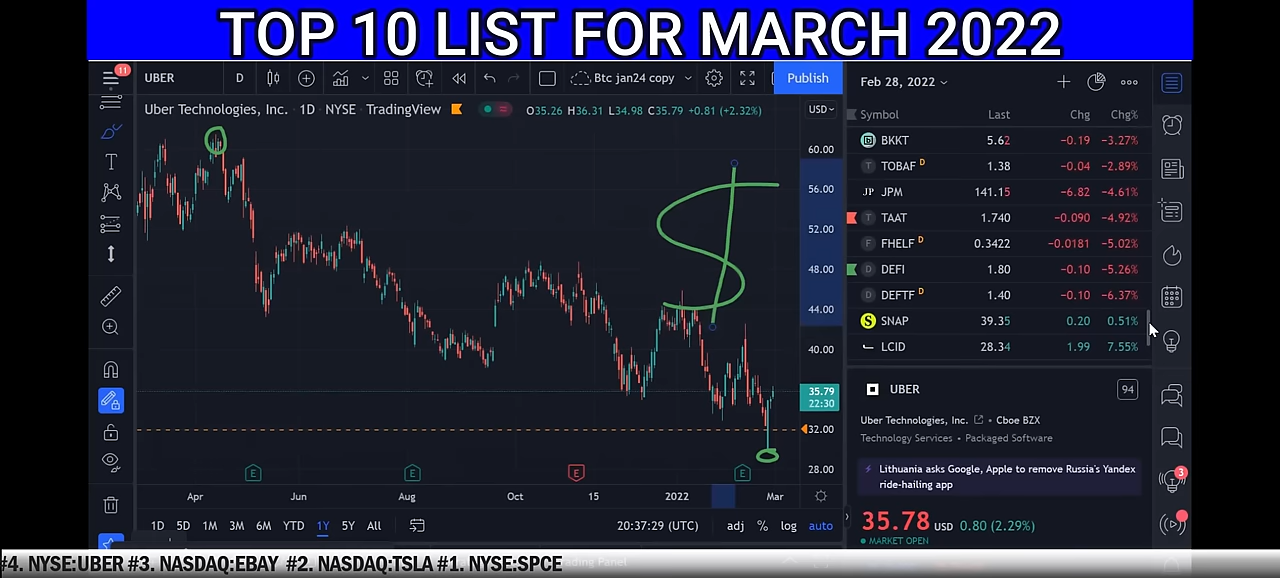 TOP 10 LIST FOR MARCH 2022
11
UBER D Btc jan24 copy Publish
Uber Technologies, Inc. · 1D · NYSE · TradingView O35.26 H36.31 L34.98 C35.79 +0.81 (+2.32%) USD
60.00
56.00
52.00
48.00
44.00
40.00
35.79
22:30
32.00
28.00
E E E E
Apr Jun Aug Oct 15 2022 Mar
1D 5D 1M 3M 6M YTD 1Y 5Y All 20:37:29 (UTC) adj % log auto
Feb 28, 2022
Symbol Last Chg Chg%
BKKT 5.62 −0.19 −3.27%
TOBAF D 1.38 −0.04 −2.89%
JPM 141.15 −6.82 −4.61%
TAAT 1.740 −0.090 −4.92%
FHELF D 0.3422 −0.0181 −5.02%
DEFI 1.80 −0.10 −5.26%
DEFTF D 1.40 −0.10 −6.37%
SNAP 39.35 0.20 0.51%
LCID 28.34 1.99 7.55%
UBER 94
Uber Technologies, Inc. • Cboe BZX
Technology Services • Packaged Software
Lithuania asks Google, Apple to remove Russia's Yandex
ride-hailing app
35.78 USD 0.80 (2.29%)
MARKET OPEN
3
#4. NYSE:UBER #3. NASDAQ:EBAY #2. NASDAQ:TSLA #1. NYSE:SPCE